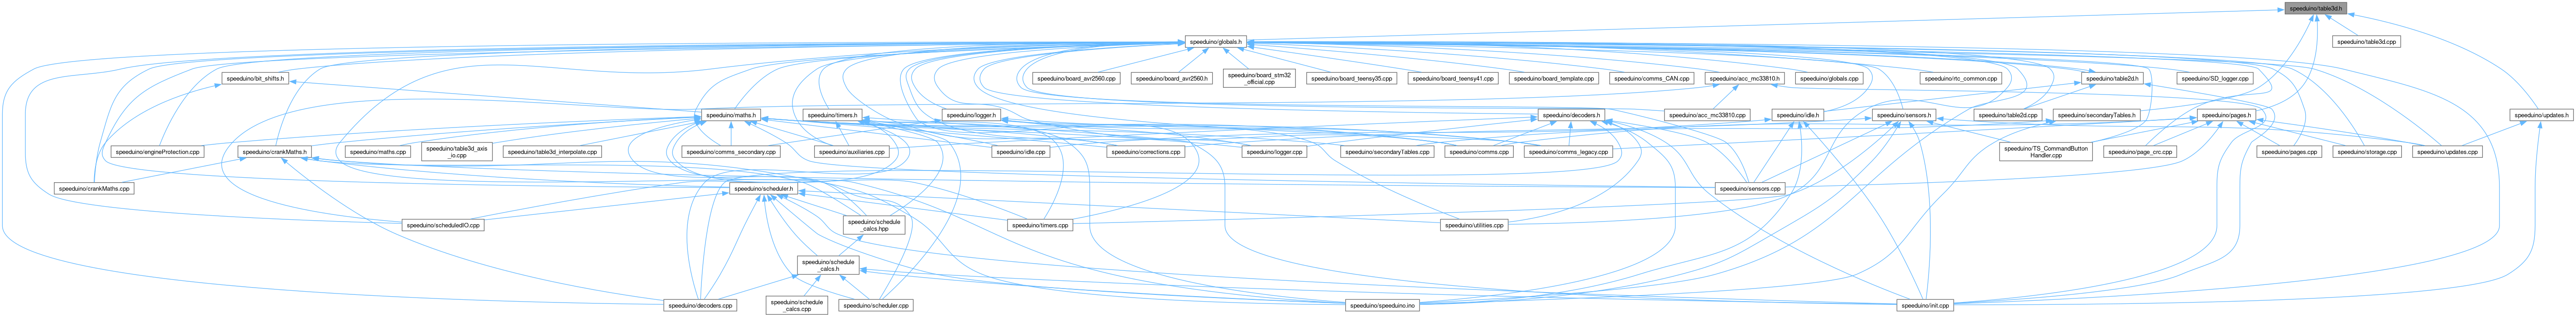 speeduino/table3d.h
speeduino/globals.h
speeduino/table3d.cpp
speeduino/bit_shifts.h
speeduino/board_avr2560.cpp
speeduino/board_avr2560.h
speeduino/board_stm32
_official.cpp
speeduino/board_teensy35.cpp
speeduino/board_teensy41.cpp
speeduino/board_template.cpp
speeduino/comms_CAN.cpp
speeduino/acc_mc33810.h
speeduino/globals.cpp
speeduino/rtc_common.cpp
speeduino/table2d.h
speeduino/SD_logger.cpp
speeduino/maths.h
speeduino/timers.h
speeduino/logger.h
speeduino/acc_mc33810.cpp
speeduino/decoders.h
speeduino/idle.h
speeduino/sensors.h
speeduino/table2d.cpp
speeduino/secondaryTables.h
speeduino/pages.h
speeduino/updates.h
speeduino/engineProtection.cpp
speeduino/crankMaths.h
speeduino/maths.cpp
speeduino/table3d_axis
_io.cpp
speeduino/table3d_interpolate.cpp
speeduino/comms_secondary.cpp
speeduino/auxiliaries.cpp
speeduino/idle.cpp
speeduino/corrections.cpp
speeduino/logger.cpp
speeduino/secondaryTables.cpp
speeduino/comms.cpp
speeduino/comms_legacy.cpp
speeduino/TS_CommandButton
Handler.cpp
speeduino/page_crc.cpp
speeduino/pages.cpp
speeduino/storage.cpp
speeduino/updates.cpp
speeduino/crankMaths.cpp
speeduino/scheduler.h
speeduino/sensors.cpp
speeduino/scheduledIO.cpp
speeduino/schedule
_calcs.hpp
speeduino/timers.cpp
speeduino/utilities.cpp
speeduino/schedule
_calcs.h
speeduino/decoders.cpp
speeduino/schedule
_calcs.cpp
speeduino/scheduler.cpp
speeduino/speeduino.ino
speeduino/init.cpp